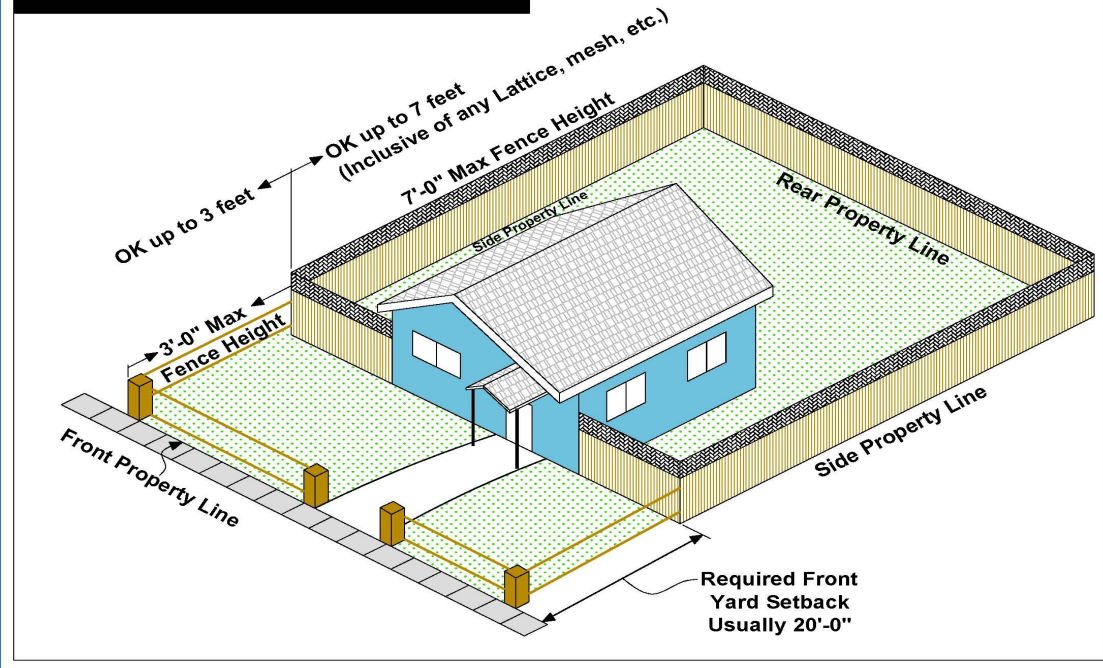 OK up to 3 feet
OK up to 7 feet
(Inclusive of any Lattice, mesh, etc.)
7'-0" Max Fence Height
Side Property Line
Rear Property Line
3'-0" Max
Fence Height
Front Property Line
Side Property Line
Required Front
Yard Setback
Usually 20'-0"